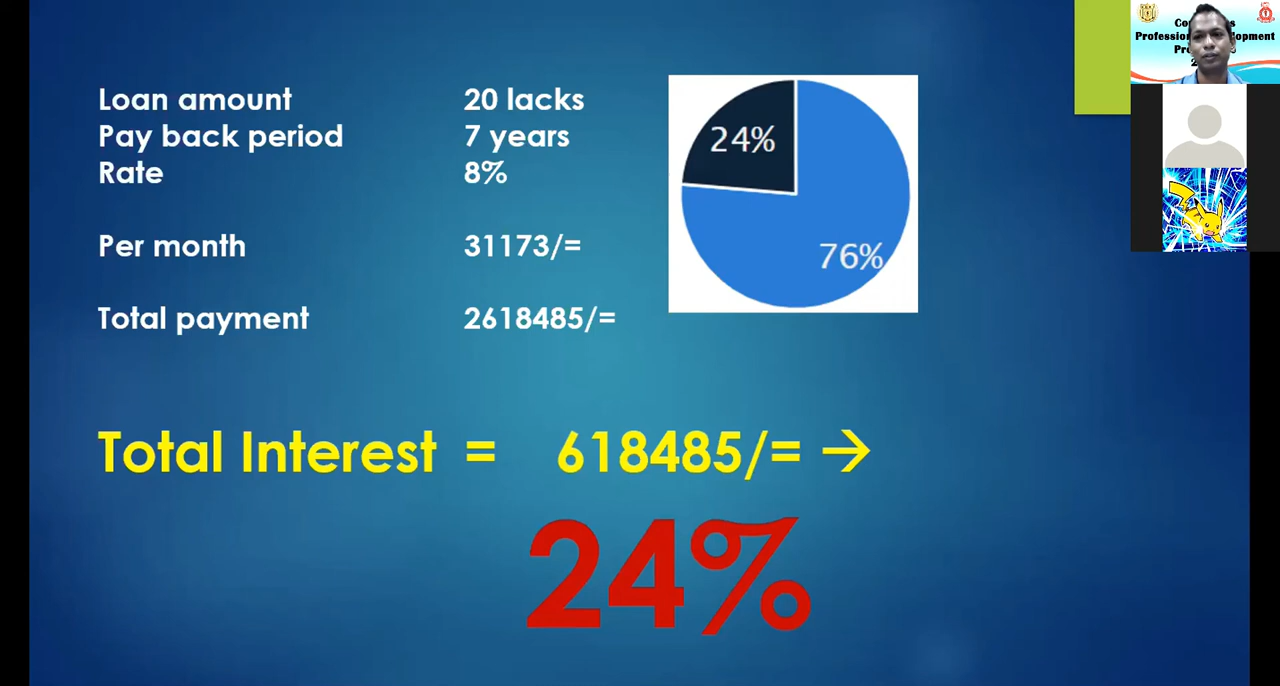 Loan amount 20 lacks
Pay back period 7 years
Rate 8%
Per month 31173/=
Total payment 2618485/=
24%
76%
Total Interest = 618485/= →
24%
Profession